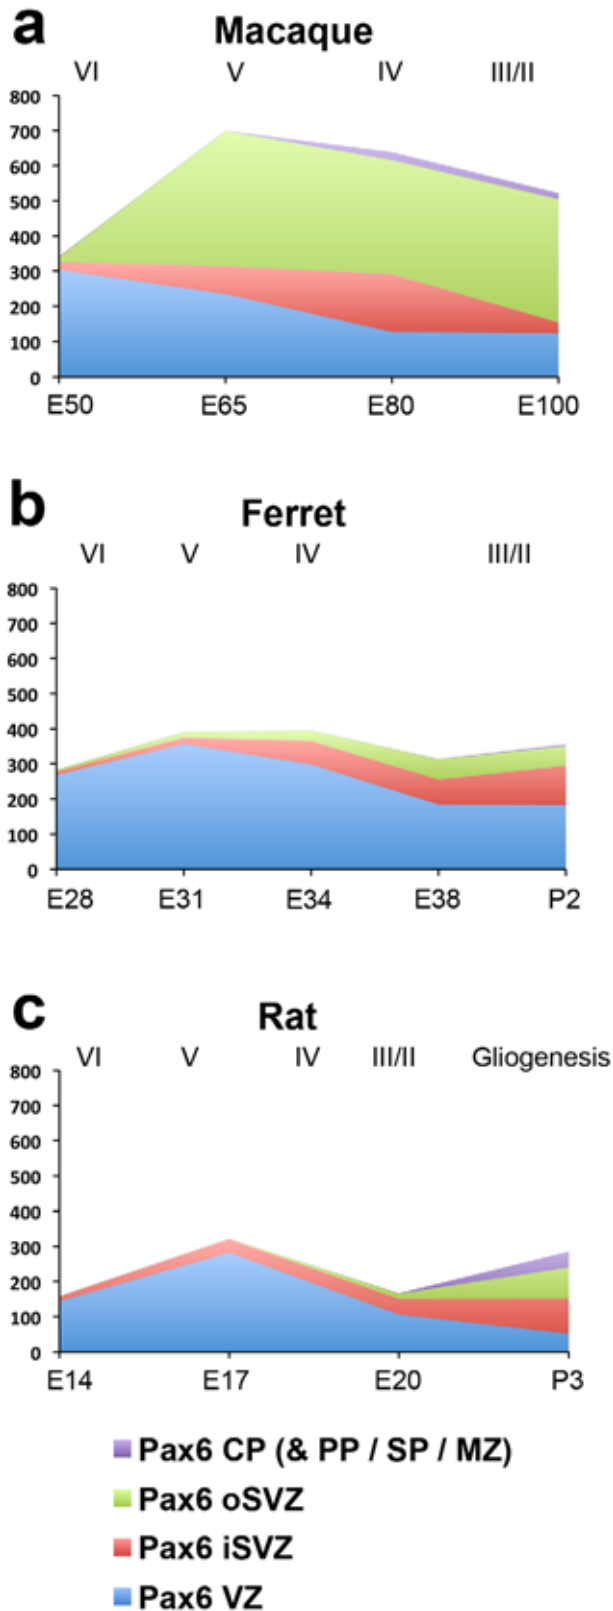 a
Macaque
VI V IV III/II
800
700
600
500
400
300
200
100
0
E50 E65 E80 E100
b
Ferret
VI V IV III/II
800
700
600
500
400
300
200
100
0
E28 E31 E34 E38 P2
c
Rat
VI V IV III/II Gliogenesis
800
700
600
500
400
300
200
100
0
E14 E17 E20 P3
Pax6 CP (& PP / SP / MZ)
Pax6 oSVZ
Pax6 iSVZ
Pax6 VZ